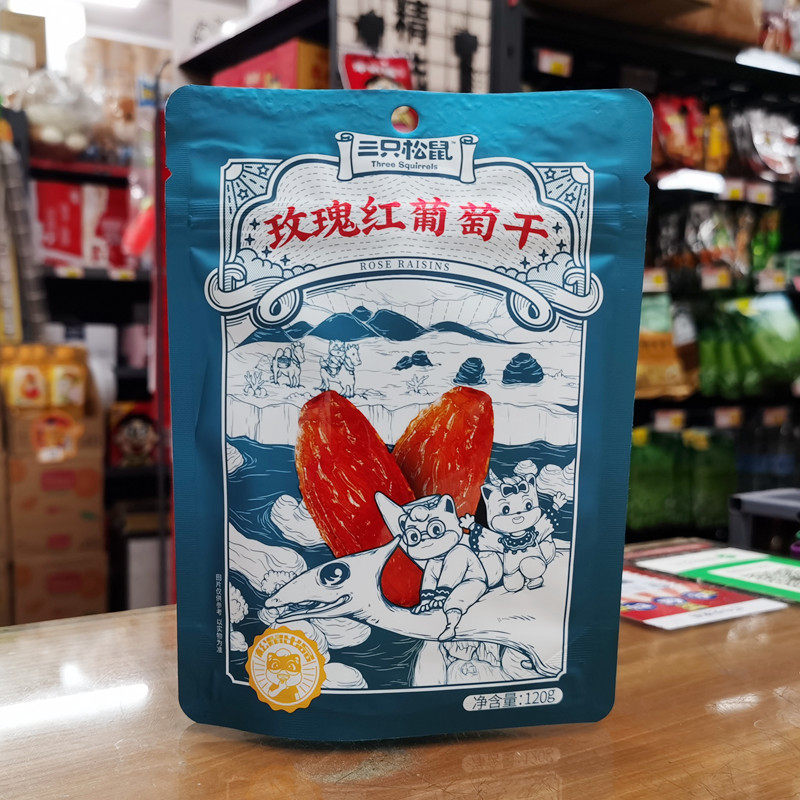 三只松鼠
Three Squirrels
玫瑰红葡萄干
ROSE RAISINS
图片仅供参考 以实物为准
净含量:120g